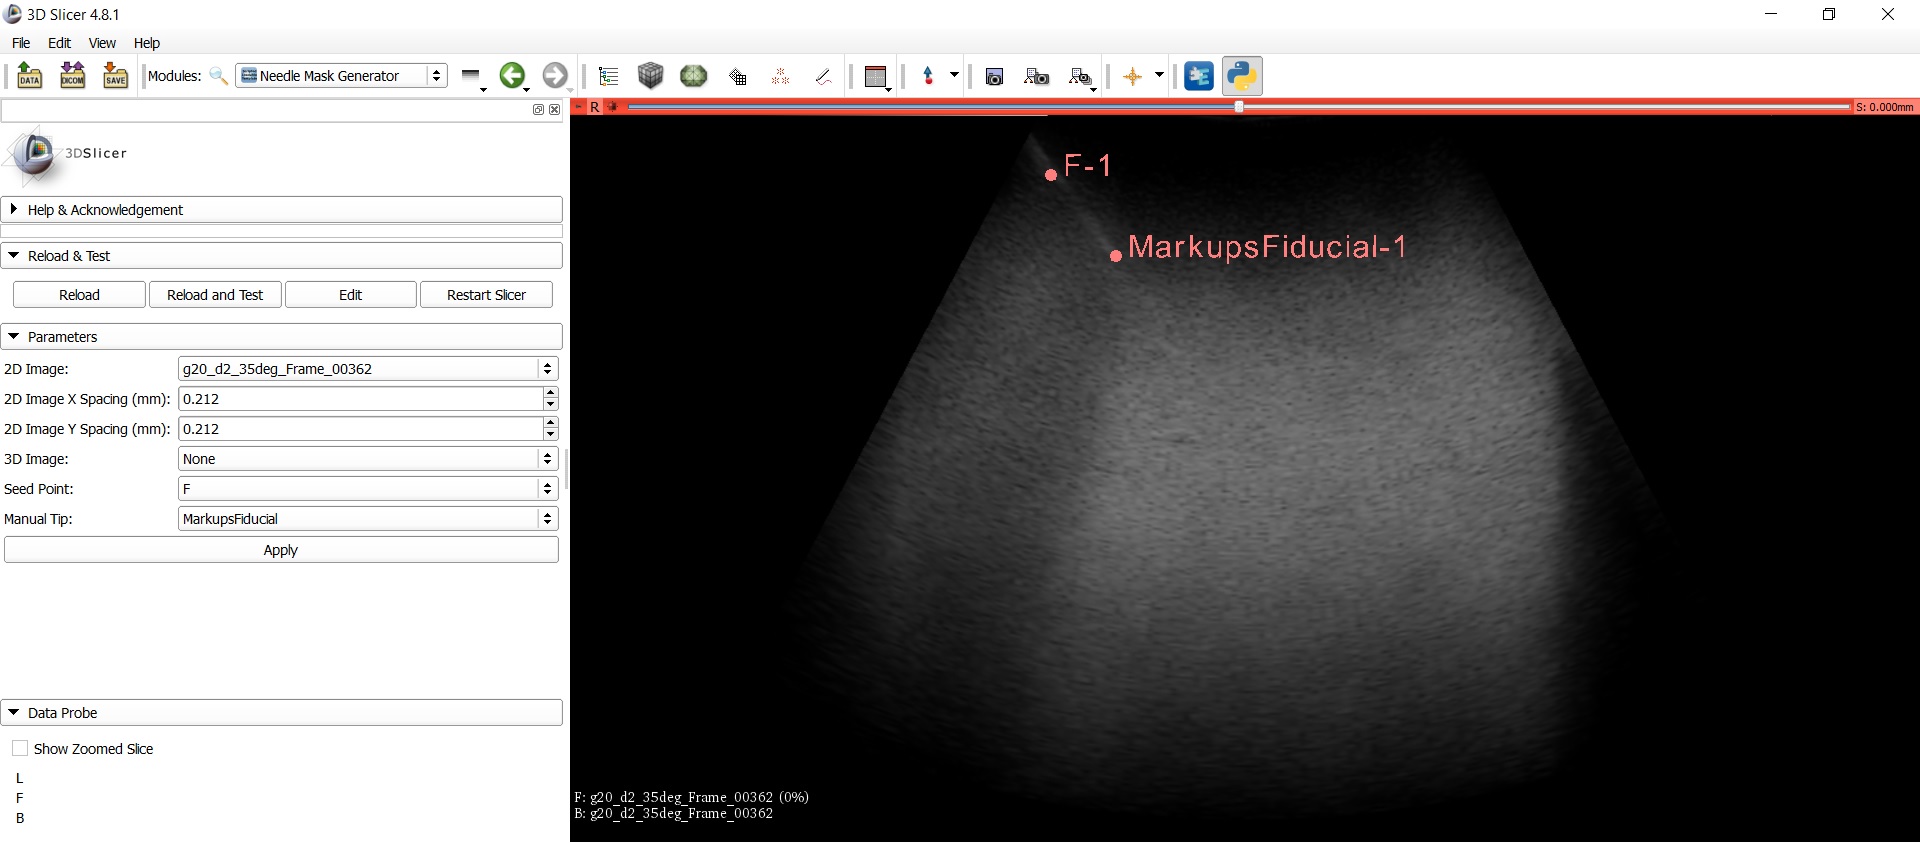 3D Slicer 4.8.1
File Edit View Help
DATA DICOM SAVE Modules: Needle Mask Generator
R S: 0.000mm
3DSlicer
F-1
Help & Acknowledgement
MarkupsFiducial-1
Reload & Test
Reload Reload and Test Edit Restart Slicer
Parameters
2D Image: g20_d2_35deg_Frame_00362
2D Image X Spacing (mm): 0.212
2D Image Y Spacing (mm): 0.212
3D Image: None
Seed Point: F
Manual Tip: MarkupsFiducial
Apply
Data Probe
Show Zoomed Slice
L
F
B
F: g20_d2_35deg_Frame_00362 (0%)
B: g20_d2_35deg_Frame_00362